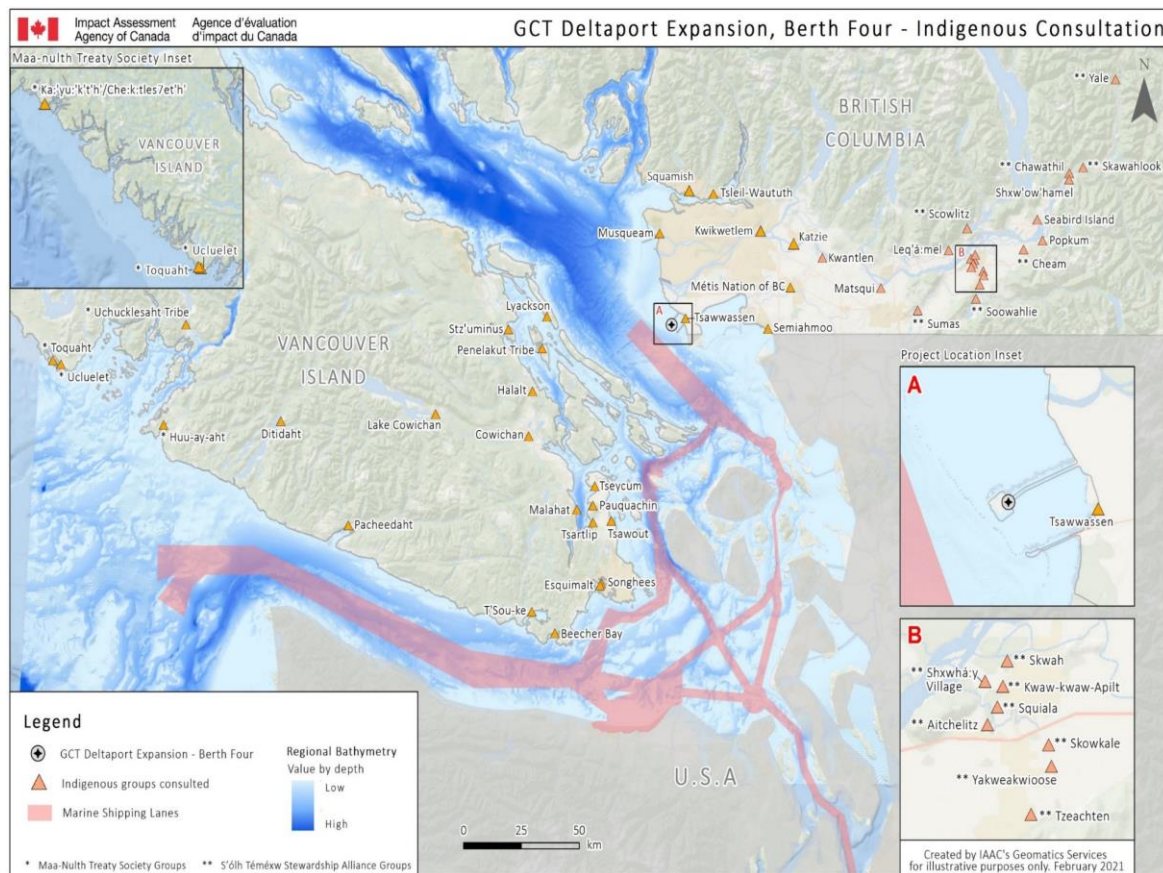 Impact Assessment
Agency of Canada
Agence d'évaluation
d'impact du Canada
GCT Deltaport Expansion, Berth Four - Indigenous Consultation
Maa-nulth Treaty Society Inset
* Ka:'yu:'k't'h'/Che:k:tles7et'h'
VANCOUVER
ISLAND
* Ucluelet
* Toquaht
N
** Yale
BRITISH
COLUMBIA
** Chawathil
** Skawahlook
Shxw'ow'hamel
Squamish
Tsleil-Waututh
** Scowlitz
Seabird Island
Musqueam
Kwikwetlem
Katzie
Leq'á:mel
B
Popkum
Kwantlen
** Cheam
Métis Nation of BC
Matsqui
Lyackson
A
Tsawwassen
** Soowahlie
* Uchucklesaht Tribe
Stz'uminus
Semiahmoo
** Sumas
* Toquaht
Penelakut Tribe
VANCOUVER
ISLAND
* Ucluelet
Halalt
Lake Cowichan
* Huu-ay-aht
Ditidaht
Cowichan
Tseycum
Malahat
Pauquachin
Tsartlip
Tsawout
Pacheedaht
Esquimalt
Songhees
T'Sou-ke
Beecher Bay
U.S.A
Project Location Inset
A
Tsawwassen
B
** Skwah
** Shxwhá:y
Village
** Kwaw-kwaw-Apilt
** Squiala
** Aitchelitz
** Skowkale
** Yakweakwioose
** Tzeachten
Legend
GCT Deltaport Expansion - Berth Four
Indigenous groups consulted
Marine Shipping Lanes
Regional Bathymetry
Value by depth
Low
High
0 25 50
km
* Maa-Nulth Treaty Society Groups
** S'ólh Téméxw Stewardship Alliance Groups
Created by IAAC's Geomatics Services
for illustrative purposes only. February 2021